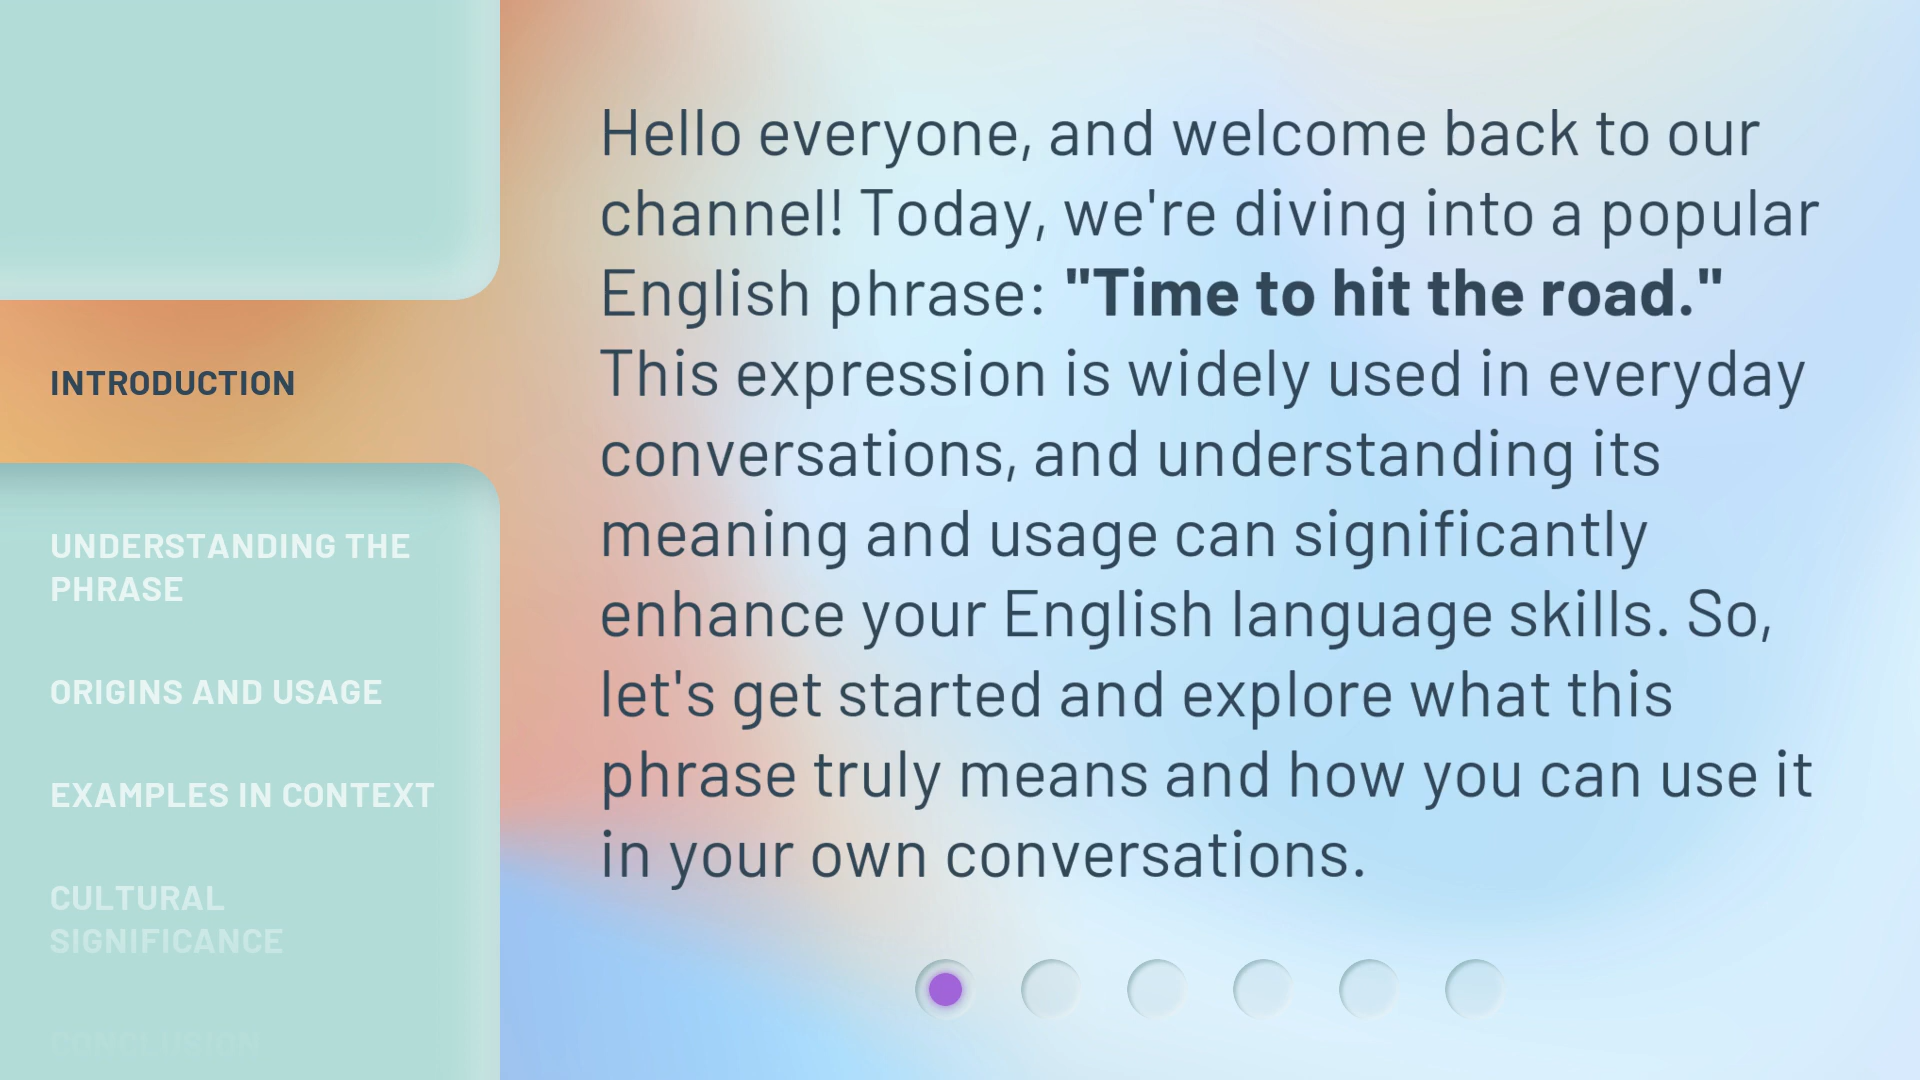 INTRODUCTION
UNDERSTANDING THE
PHRASE
ORIGINS AND USAGE
EXAMPLES IN CONTEXT
CULTURAL
SIGNIFICANCE
CONCLUSION
Hello everyone, and welcome back to our
channel! Today, we're diving into a popular
English phrase: "Time to hit the road."
This expression is widely used in everyday
conversations, and understanding its
meaning and usage can significantly
enhance your English language skills. So,
let's get started and explore what this
phrase truly means and how you can use it
in your own conversations.